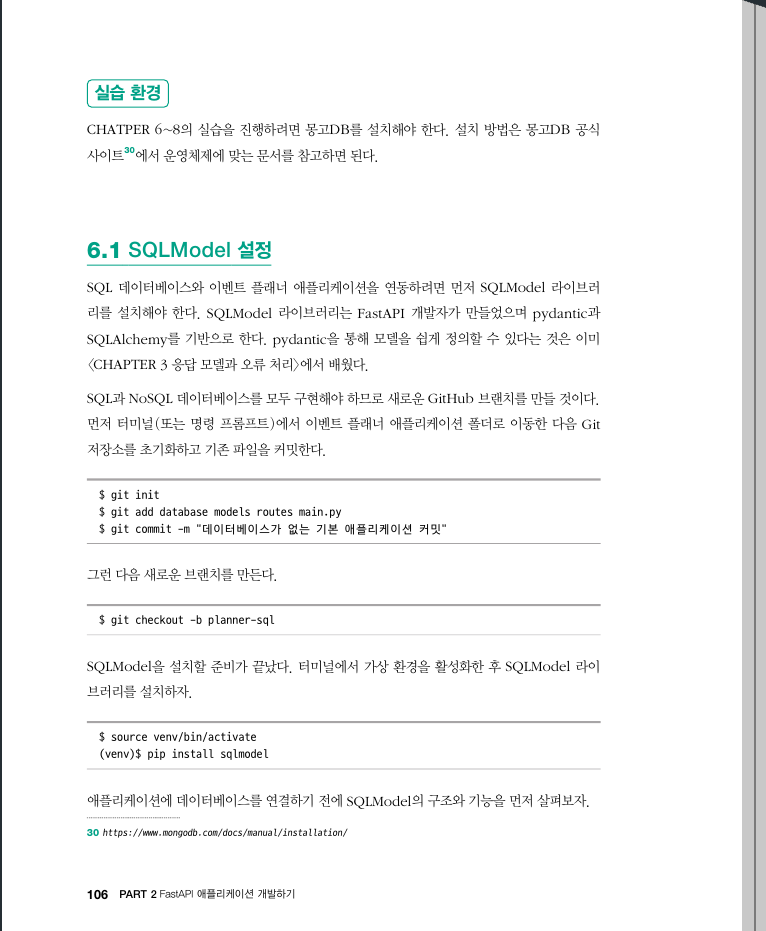 실습 환경
CHATPER 6~8의 실습을 진행하려면 몽고DB를 설치해야 한다. 설치 방법은 몽고DB 공식
사이트30에서 운영체제에 맞는 문서를 참고하면 된다.
6.1 SQLModel 설정
SQL 데이터베이스와 이벤트 플래너 애플리케이션을 연동하려면 먼저 SQLModel 라이브러
리를 설치해야 한다. SQLModel 라이브러리는 FastAPI 개발자가 만들었으며 pydantic과
SQLAlchemy를 기반으로 한다. pydantic을 통해 모델을 쉽게 정의할 수 있다는 것은 이미
〈CHAPTER 3 응답 모델과 오류 처리〉에서 배웠다.
SQL과 NoSQL 데이터베이스를 모두 구현해야 하므로 새로운 GitHub 브랜치를 만들 것이다.
먼저 터미널(또는 명령 프롬프트)에서 이벤트 플래너 애플리케이션 폴더로 이동한 다음 Git
저장소를 초기화하고 기존 파일을 커밋한다.
$ git init
$ git add database models routes main.py
$ git commit -m "데이터베이스가 없는 기본 애플리케이션 커밋"
그런 다음 새로운 브랜치를 만든다.
$ git checkout -b planner-sql
SQLModel을 설치할 준비가 끝났다. 터미널에서 가상 환경을 활성화한 후 SQLModel 라이
브러리를 설치하자.
$ source venv/bin/activate
(venv)$ pip install sqlmodel
애플리케이션에 데이터베이스를 연결하기 전에 SQLModel의 구조와 기능을 먼저 살펴보자.
30 https://www.mongodb.com/docs/manual/installation/
106 PART 2 FastAPI 애플리케이션 개발하기